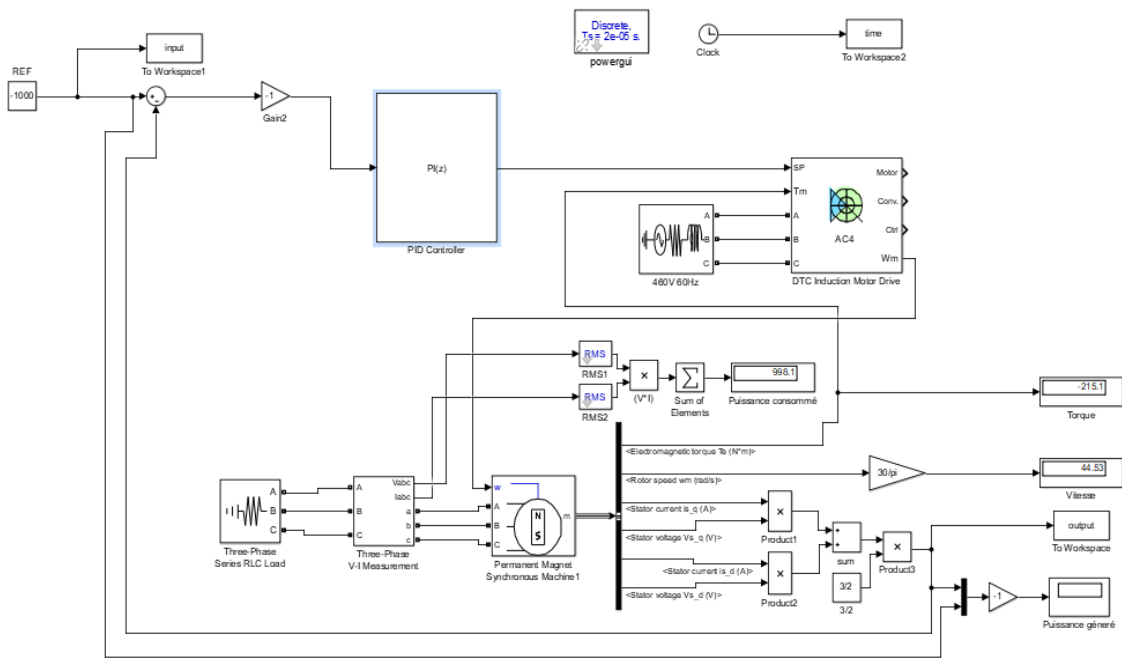 Discrete,
Ts = 2e-05 s.
powergui
Clock
time
To Workspace2
input
To Workspace1
REF
-1000
-1
Gain2
PI(z)
PID Controller
SP
Tm
A
B
C
Motor
Conv.
Ctrl
Wm
AC4
DTC Induction Motor Drive
A
B
C
460V 60Hz
RMS
RMS1
RMS
RMS2
×
(V*I)
Sum of
Elements
998.1
Puissance consommé
-215.1
Torque
<Electromagnetic torque Te (N*m)>
<Rotor speed wm (rad/s)>
30/pi
44.53
Vitesse
<Stator current is_q (A)>
<Stator voltage Vs_q (V)>
×
Product1
<Stator current is_d (A)>
<Stator voltage Vs_d (V)>
×
Product2
sum
3/2
3/2
×
Product3
output
To Workspace
-1
Puissance géneré
A
B
C
Three-Phase
Series RLC Load
A
B
C
Vabc
Iabc
a
b
c
Three-Phase
V-I Measurement
w
A
B
C
N
S
m
Permanent Magnet
Synchronous Machine1